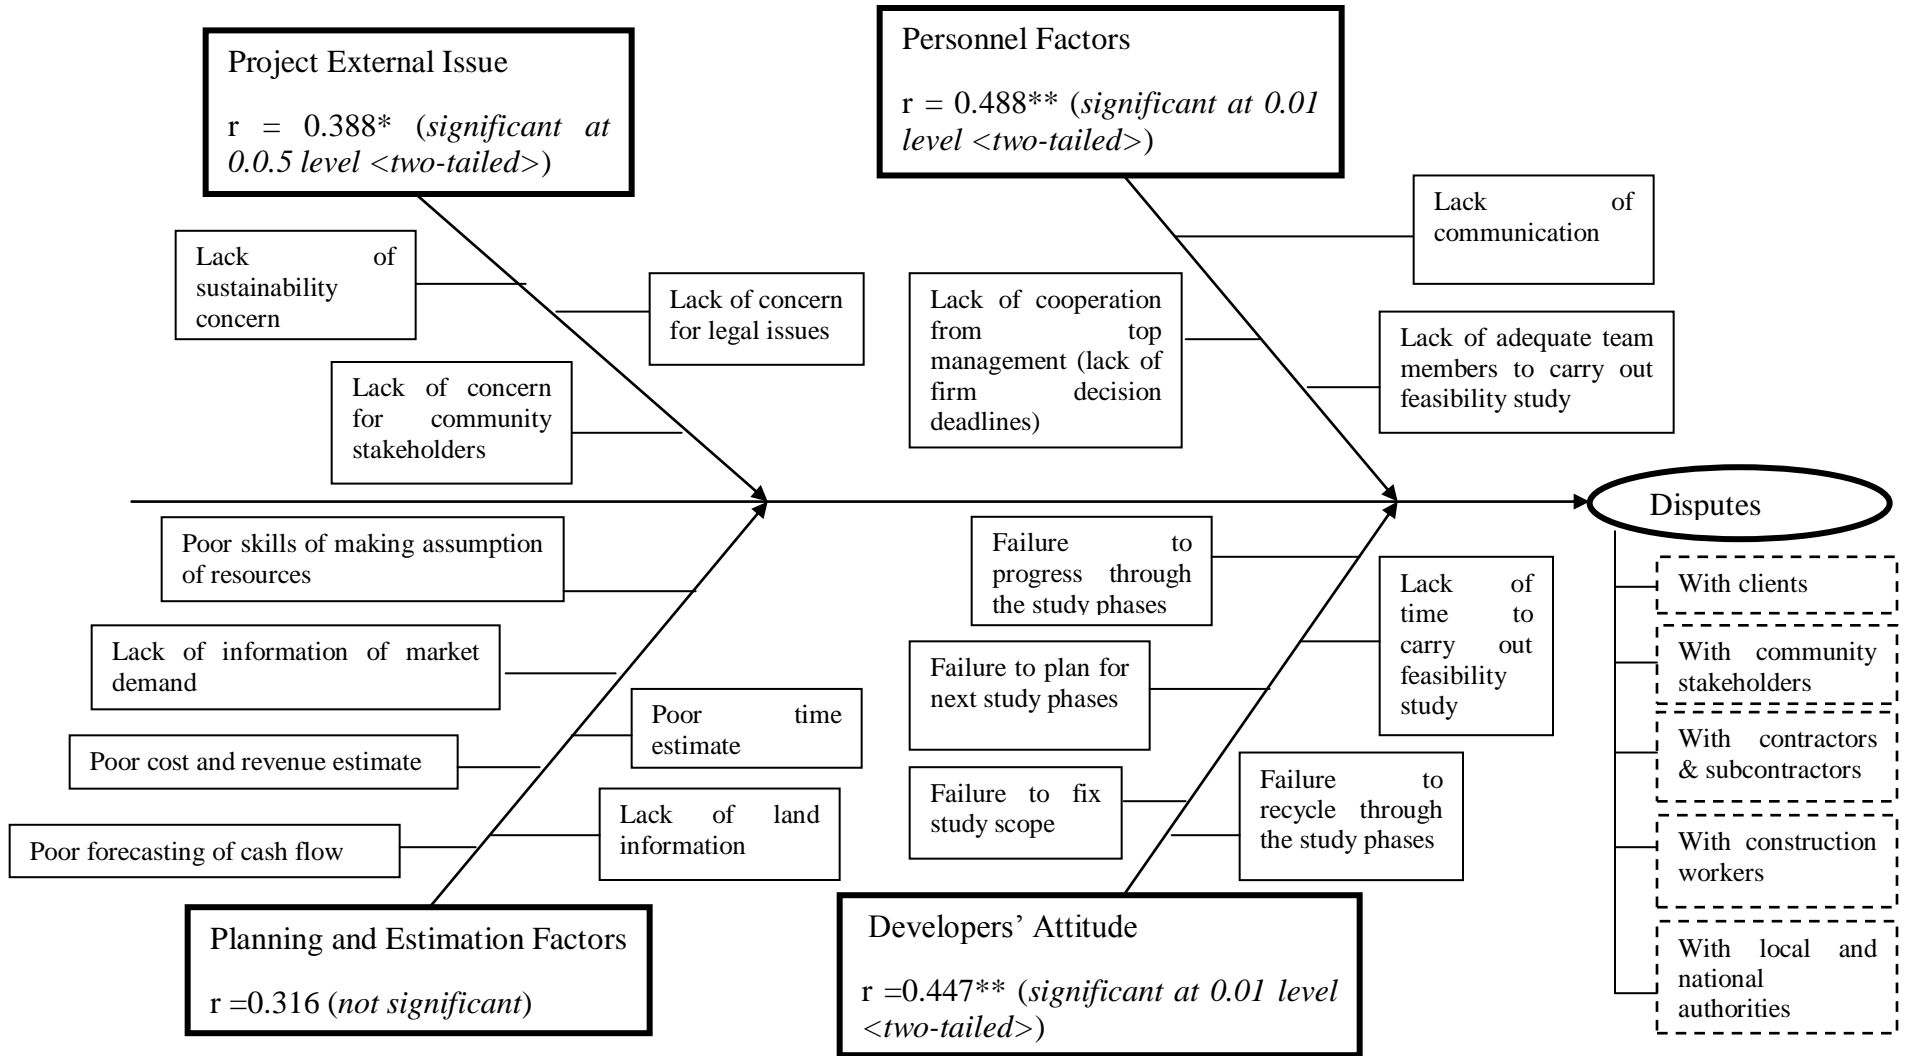 Project External Issue
r = 0.388* (significant at
0.0.5 level <two-tailed>)
Personnel Factors
r = 0.488** (significant at 0.01
level <two-tailed>)
Lack of
sustainability
concern
Lack of concern
for legal issues
Lack of concern
for community
stakeholders
Lack of
communication
Lack of cooperation
from top
management (lack of
firm decision
deadlines)
Lack of adequate team
members to carry out
feasibility study
Disputes
Poor skills of making assumption
of resources
Lack of information of market
demand
Poor time
estimate
Poor cost and revenue estimate
Lack of land
information
Poor forecasting of cash flow
Planning and Estimation Factors
r =0.316 (not significant)
Failure to
progress through
the study phases
Lack of
time to
carry out
feasibility
study
Failure to plan for
next study phases
Failure to fix
study scope
Failure to
recycle through
the study phases
Developers’ Attitude
r =0.447** (significant at 0.01 level
<two-tailed>)
With clients
With community
stakeholders
With contractors
& subcontractors
With construction
workers
With local and
national
authorities